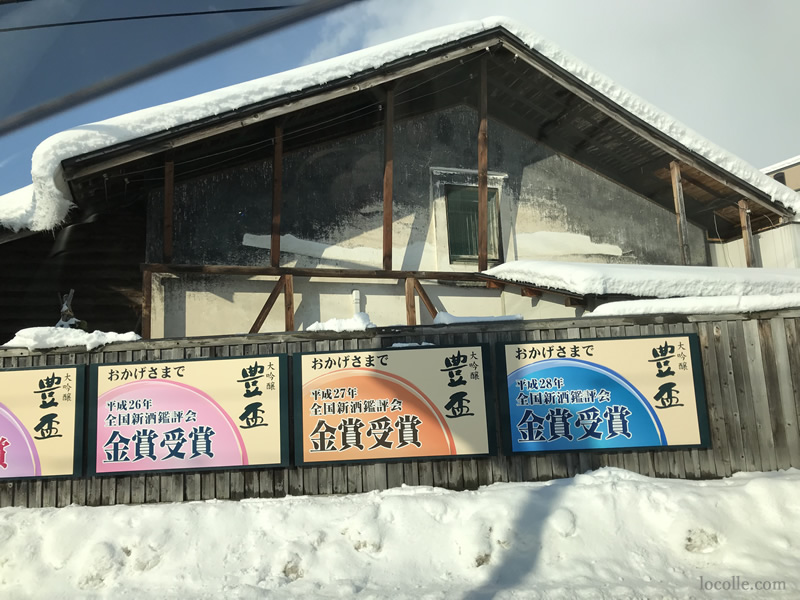 大吟醸
豊盃
賞
おかげさまで
平成26年
全国新酒鑑評会
金賞受賞
大吟醸
豊盃
おかげさまで
平成27年
全国新酒鑑評会
金賞受賞
大吟醸
豊盃
おかげさまで
平成28年
全国新酒鑑評会
金賞受賞
大吟醸
豊盃
locolle.com